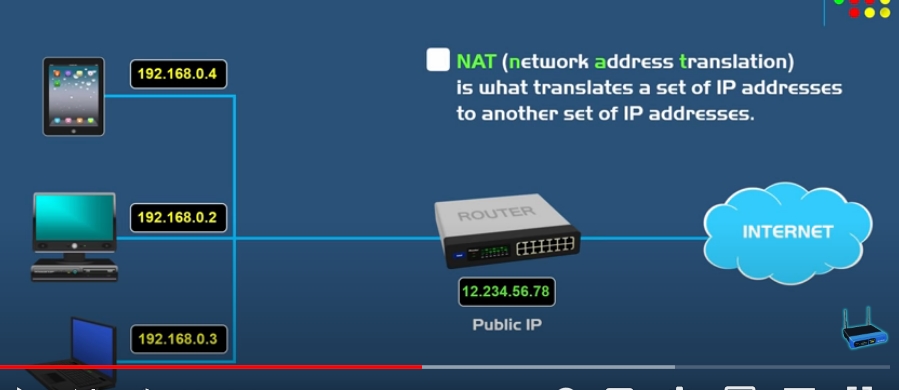 192.168.0.4
NAT (network address translation)
is what translates a set of IP addresses
to another set of IP addresses.
192.168.0.2
ROUTER
INTERNET
12.234.56.78
Public IP
192.168.0.3